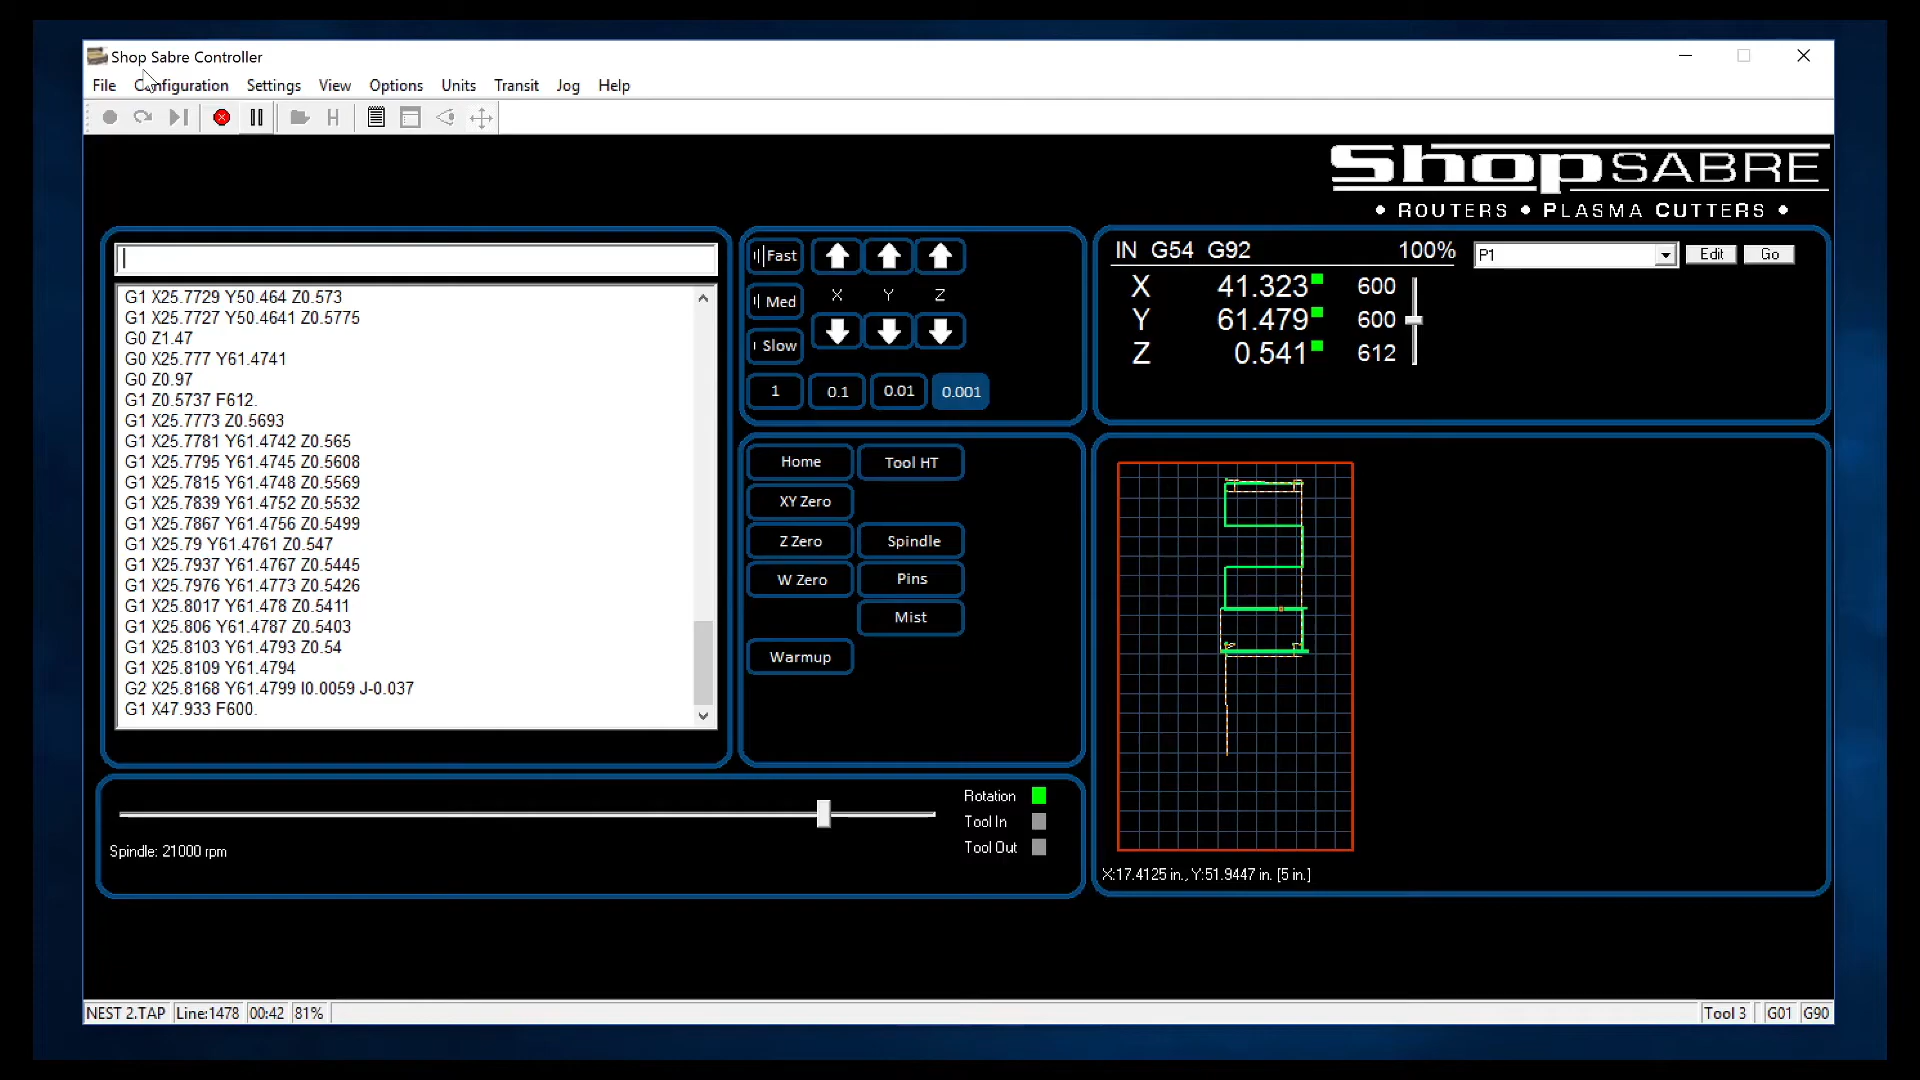 Shop Sabre Controller
File Configuration Settings View Options Units Transit Jog Help
H
ShopSABRE
• ROUTERS • PLASMA CUTTERS •
G1 X25.7729 Y50.464 Z0.573
G1 X25.7727 Y50.4641 Z0.5775
G0 Z1.47
G0 X25.777 Y61.4741
G0 Z0.97
G1 Z0.5737 F612.
G1 X25.7773 Z0.5693
G1 X25.7781 Y61.4742 Z0.565
G1 X25.7795 Y61.4745 Z0.5608
G1 X25.7815 Y61.4748 Z0.5569
G1 X25.7839 Y61.4752 Z0.5532
G1 X25.7867 Y61.4756 Z0.5499
G1 X25.79 Y61.4761 Z0.547
G1 X25.7937 Y61.4767 Z0.5445
G1 X25.7976 Y61.4773 Z0.5426
G1 X25.8017 Y61.478 Z0.5411
G1 X25.806 Y61.4787 Z0.5403
G1 X25.8103 Y61.4793 Z0.54
G1 X25.8109 Y61.4794
G2 X25.8168 Y61.4799 I0.0059 J-0.037
G1 X47.933 F600.
Fast
Med
Slow
X Y Z
1 0.1 0.01 0.001
Home Tool HT
XY Zero
Z Zero Spindle
W Zero Pins
Mist
Warmup
IN G54 G92 100%
X 41.323 600
Y 61.479 600
Z 0.541 612
P1 Edit Go
X:17.4125 in., Y:51.9447 in. [5 in.]
Spindle: 21000 rpm
Rotation
Tool In
Tool Out
NEST 2.TAP Line:1478 00:42 81% Tool 3 G01 G90